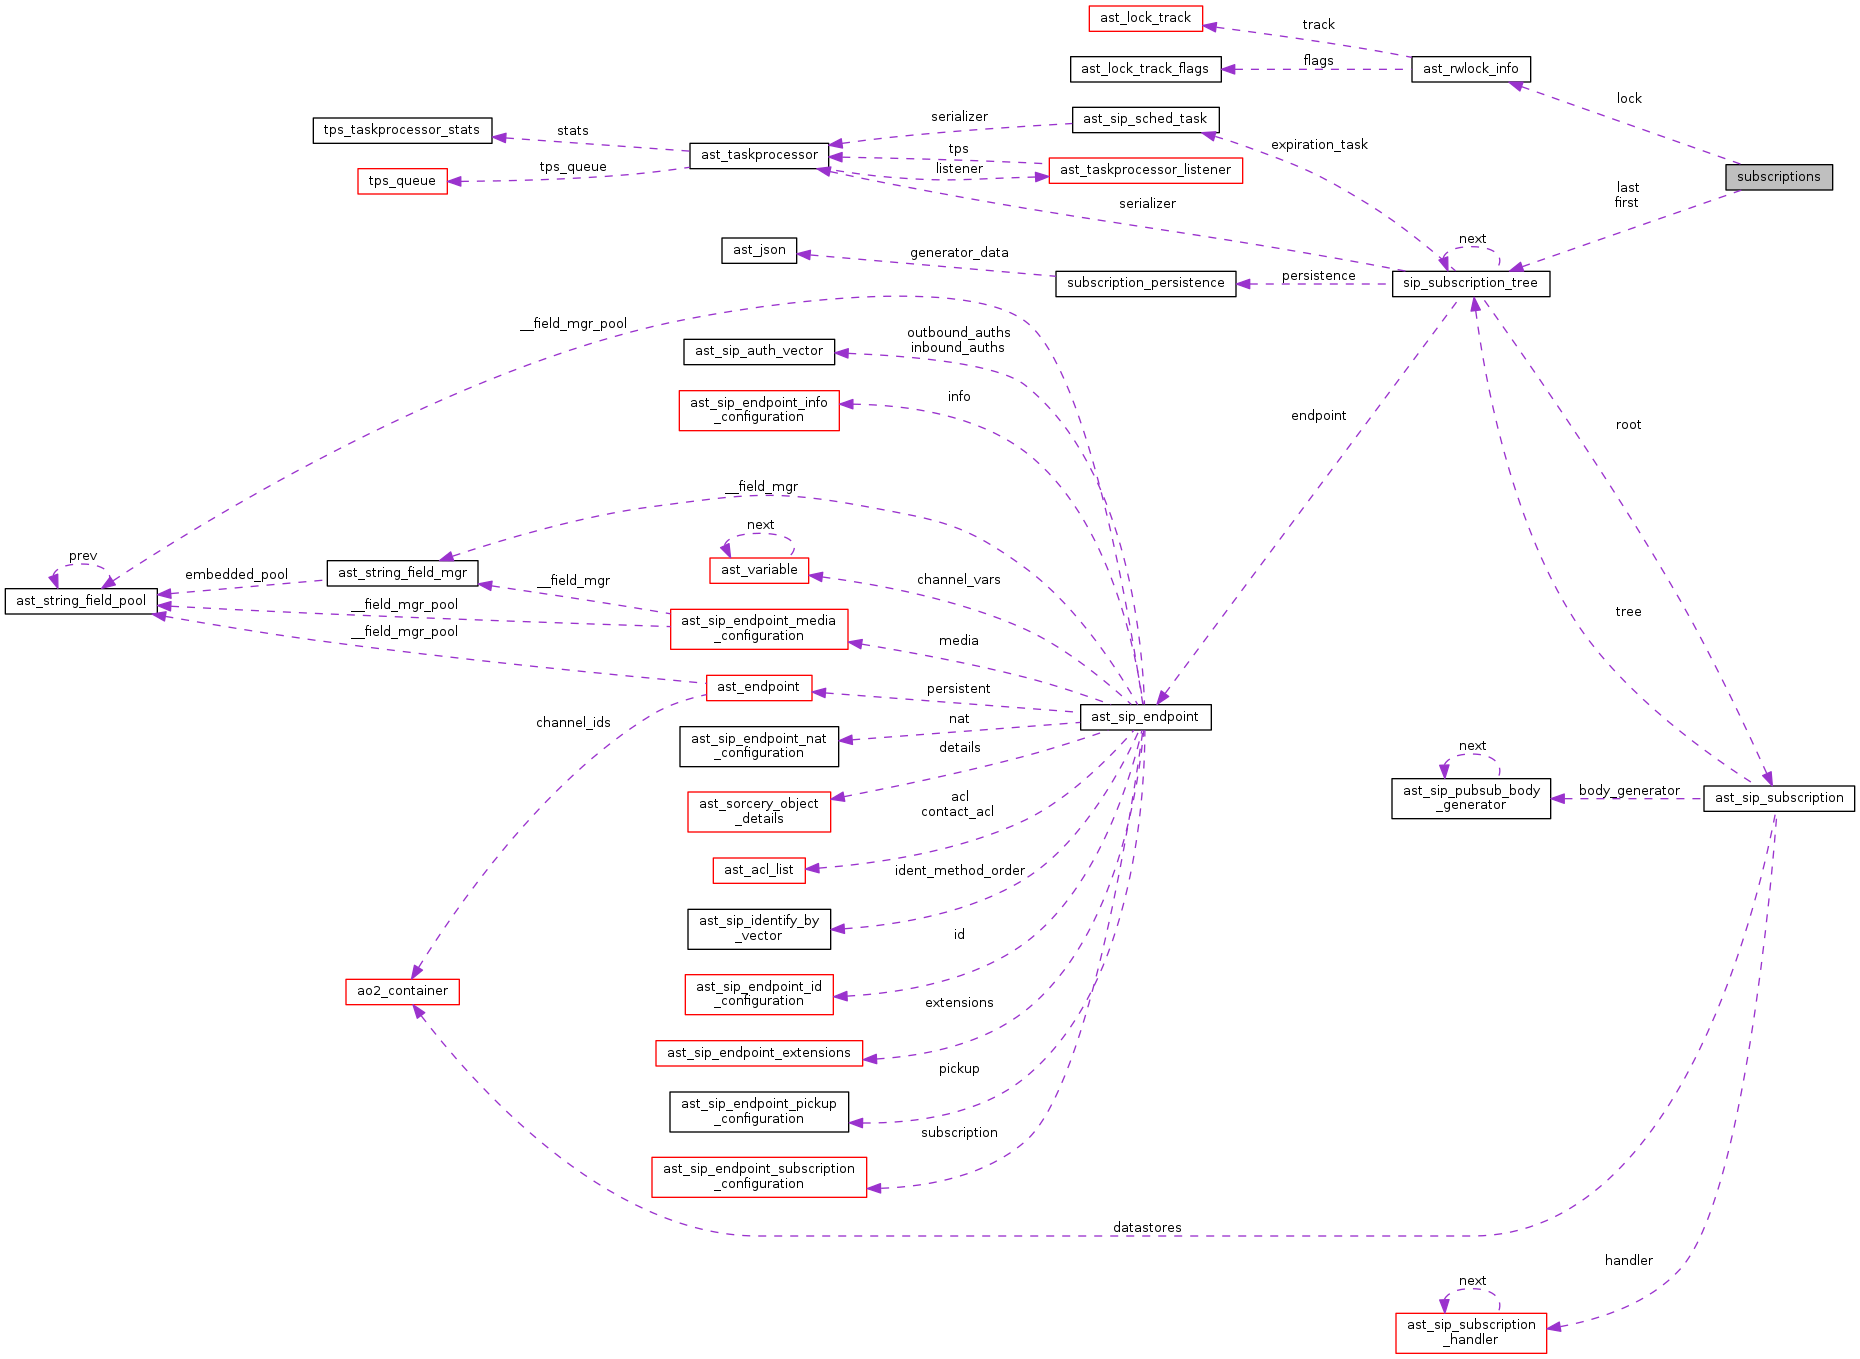 ast_lock_track
track
ast_lock_track_flags
flags
ast_rwlock_info
lock
tps_taskprocessor_stats
stats
serializer
ast_sip_sched_task
ast_taskprocessor
tps
expiration_task
tps_queue
tps_queue
listener
ast_taskprocessor_listener
subscriptions
last
first
serializer
ast_json
generator_data
next
subscription_persistence
persistence
sip_subscription_tree
__field_mgr_pool
outbound_auths
inbound_auths
ast_sip_auth_vector
info
ast_sip_endpoint_info
_configuration
endpoint
root
__field_mgr
next
prev
ast_string_field_mgr
ast_variable
channel_vars
embedded_pool
__field_mgr
ast_string_field_pool
__field_mgr_pool
ast_sip_endpoint_media
_configuration
tree
__field_mgr_pool
media
ast_endpoint
persistent
channel_ids
nat
ast_sip_endpoint
ast_sip_endpoint_nat
_configuration
details
next
ast_sorcery_object
_details
acl
contact_acl
ast_sip_pubsub_body
_generator
body_generator
ast_sip_subscription
ast_acl_list
ident_method_order
ast_sip_identify_by
_vector
id
ao2_container
ast_sip_endpoint_id
_configuration
extensions
ast_sip_endpoint_extensions
pickup
ast_sip_endpoint_pickup
_configuration
subscription
ast_sip_endpoint_subscription
_configuration
datastores
handler
next
ast_sip_subscription
_handler